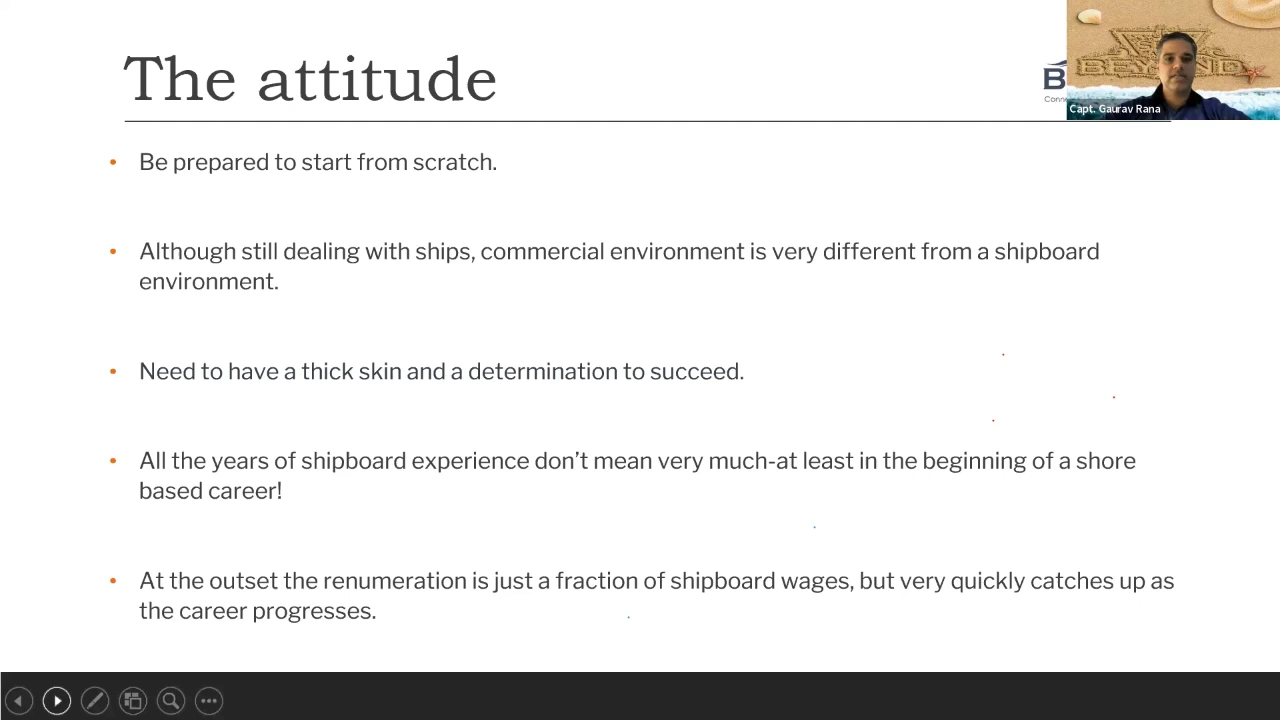 The attitude
BEYOND
Capt. Gaurav Rana
• Be prepared to start from scratch.
• Although still dealing with ships, commercial environment is very different from a shipboard
environment.
• Need to have a thick skin and a determination to succeed.
• All the years of shipboard experience don’t mean very much-at least in the beginning of a shore
based career!
• At the outset the renumeration is just a fraction of shipboard wages, but very quickly catches up as
the career progresses.